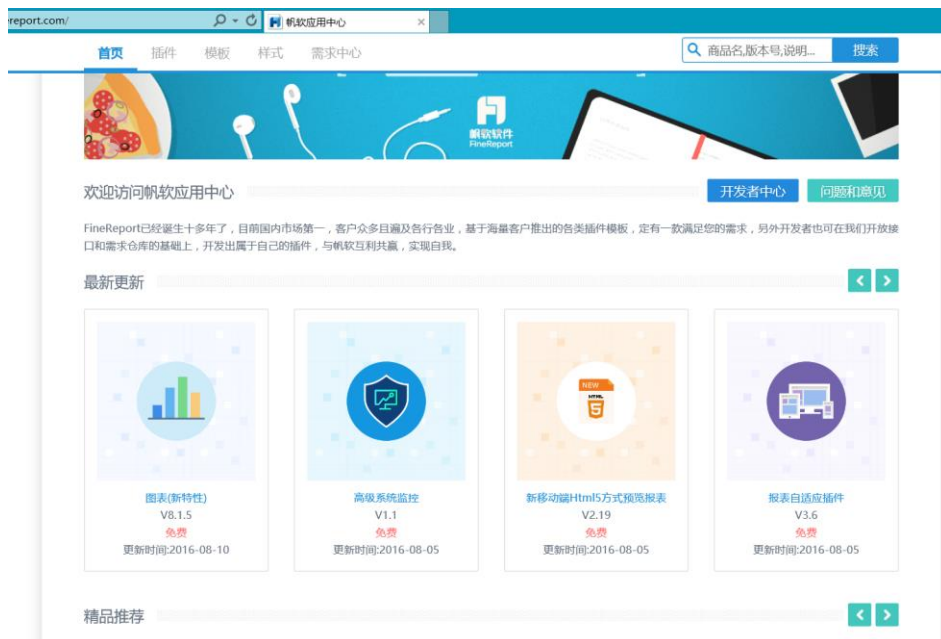 ereport.com/
帆软应用中心
首页 插件 模板 样式 需求中心
商品名,版本号,说明... 搜索
帆软软件
FineReport
欢迎访问帆软应用中心
开发者中心 问题和意见
FineReport已经诞生十多年了，目前国内市场第一，客户众多且遍及各行各业，基于海量客户推出的各类插件模板，定有一款满足您的需求，另外开发者也可在我们开放接
口和需求仓库的基础上，开发出属于自己的插件，与帆软互利共赢，实现自我。
最新更新
NEW
HTML
5
图表(新特性)
V8.1.5
免费
更新时间:2016-08-10
高级系统监控
V1.1
免费
更新时间:2016-08-05
新移动端Html5方式预览报表
V2.19
免费
更新时间:2016-08-05
报表自适应插件
V3.6
免费
更新时间:2016-08-05
精品推荐